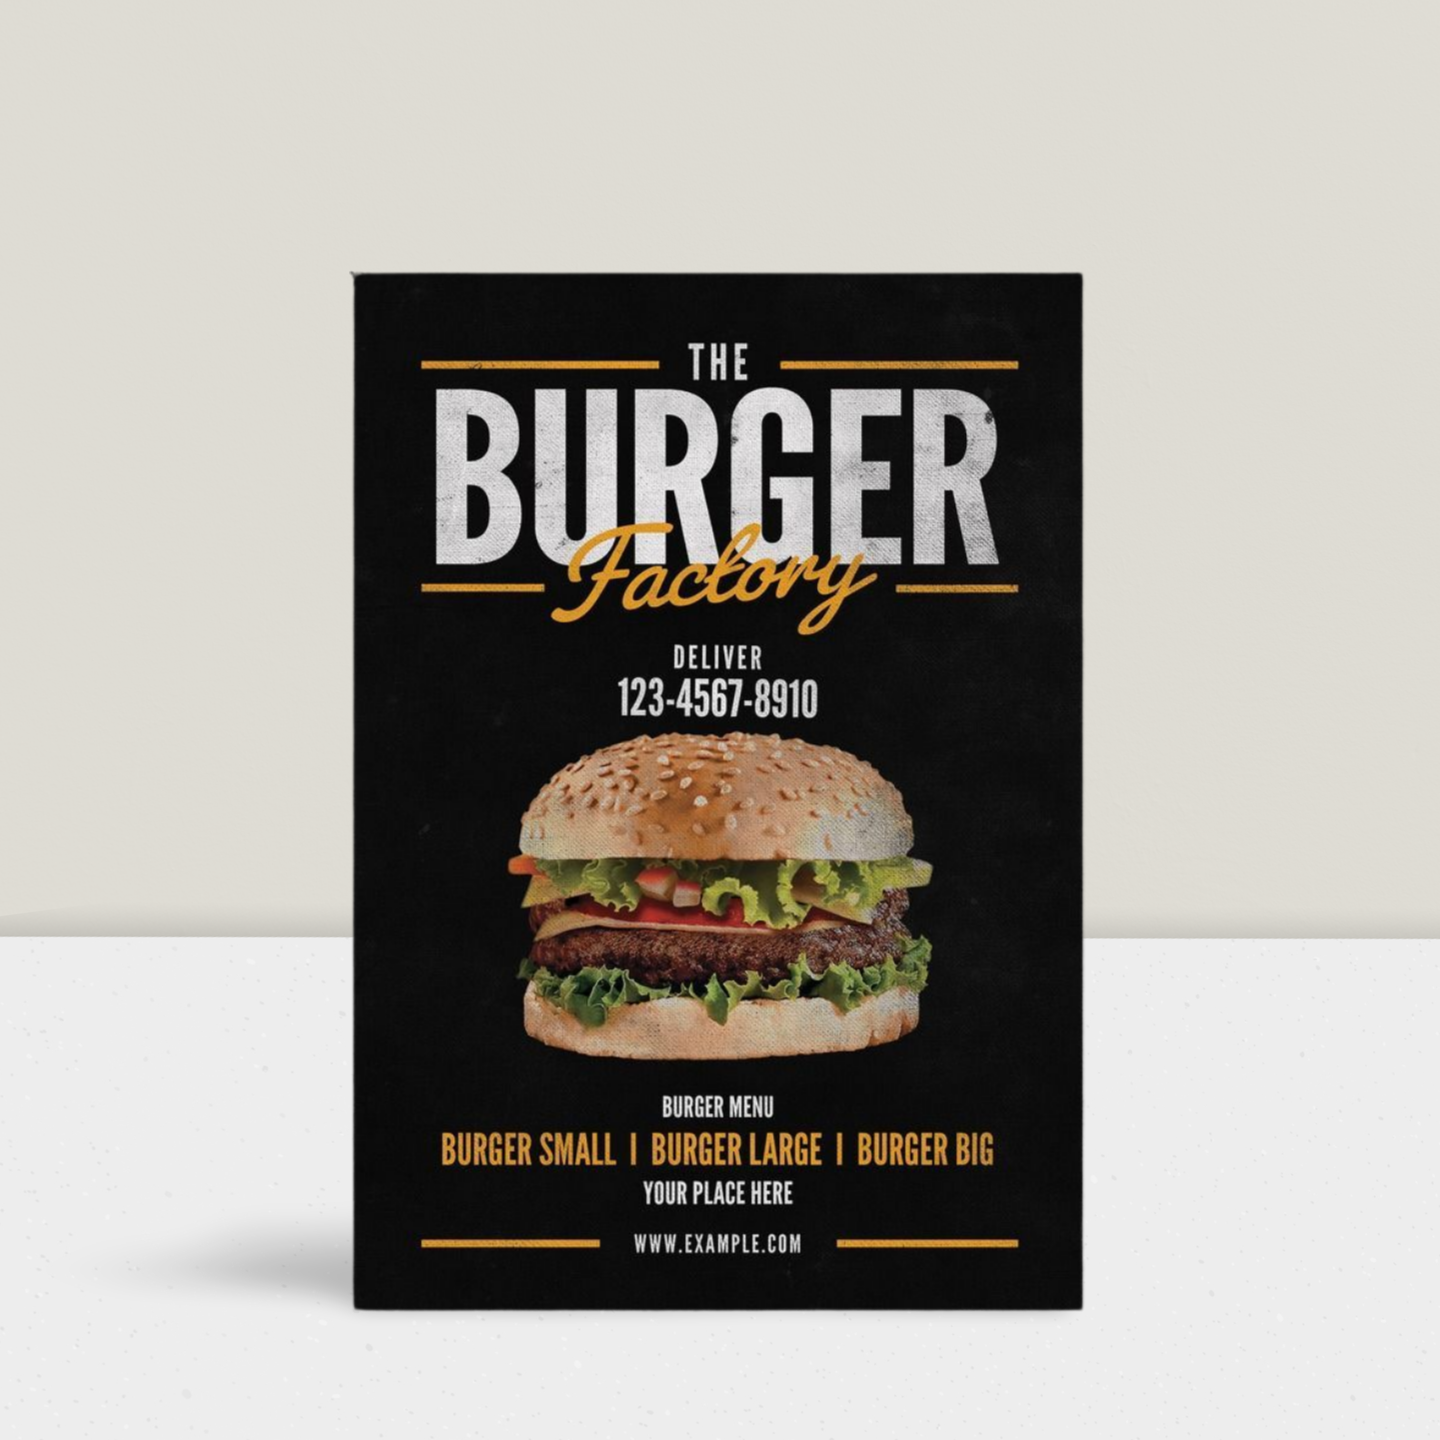 THE
BURGER
Factory
DELIVER
123-4567-8910
BURGER MENU
BURGER SMALL | BURGER LARGE | BURGER BIG
YOUR PLACE HERE
WWW.EXAMPLE.COM